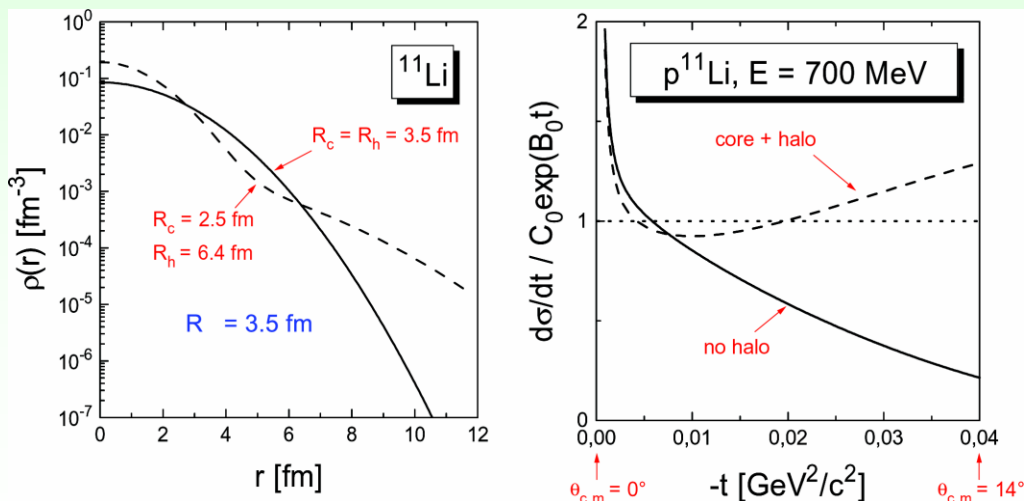 10^0
10^-1
10^-2
10^-3
10^-4
10^-5
10^-6
10^-7
ρ(r) [fm^-3]
^11Li
R_c = R_h = 3.5 fm
R_c = 2.5 fm
R_h = 6.4 fm
R = 3.5 fm
0 2 4 6 8 10 12
r [fm]
dσ/dt / C_0exp(B_0t)
2
1
0
p^11Li, E = 700 MeV
core + halo
no halo
0,00 0,01 0,02 0,03 0,04
-t [GeV^2/c^2]
θ_c.m = 0°
θ_c.m = 14°